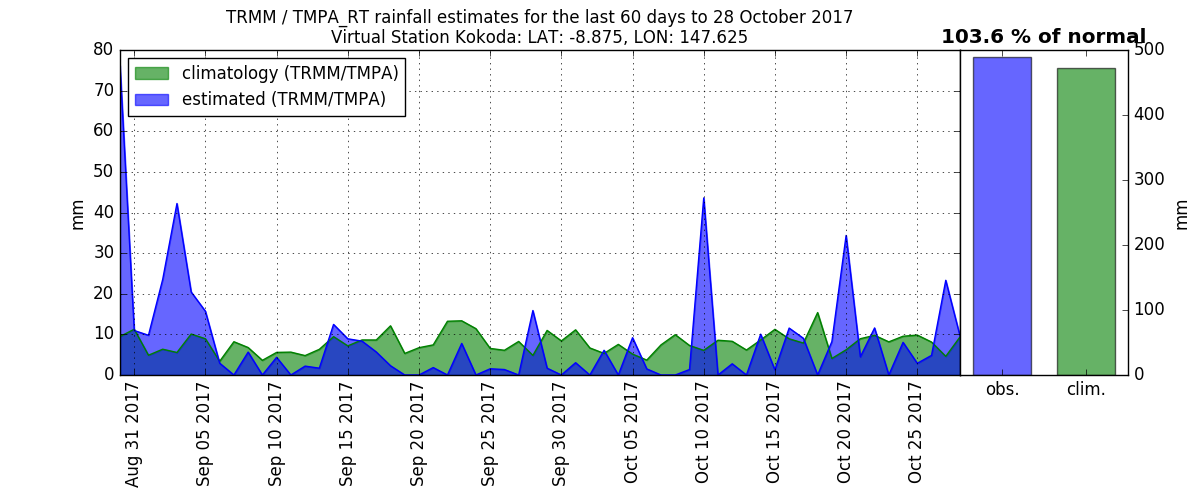 TRMM / TMPA_RT rainfall estimates for the last 60 days to 28 October 2017
Virtual Station Kokoda: LAT: -8.875, LON: 147.625
103.6 % of normal
climatology (TRMM/TMPA)
estimated (TRMM/TMPA)
mm
80
70
60
50
40
30
20
10
0
Aug 31 2017
Sep 05 2017
Sep 10 2017
Sep 15 2017
Sep 20 2017
Sep 25 2017
Sep 30 2017
Oct 05 2017
Oct 10 2017
Oct 15 2017
Oct 20 2017
Oct 25 2017
obs.
clim.
500
400
300
200
100
0
mm